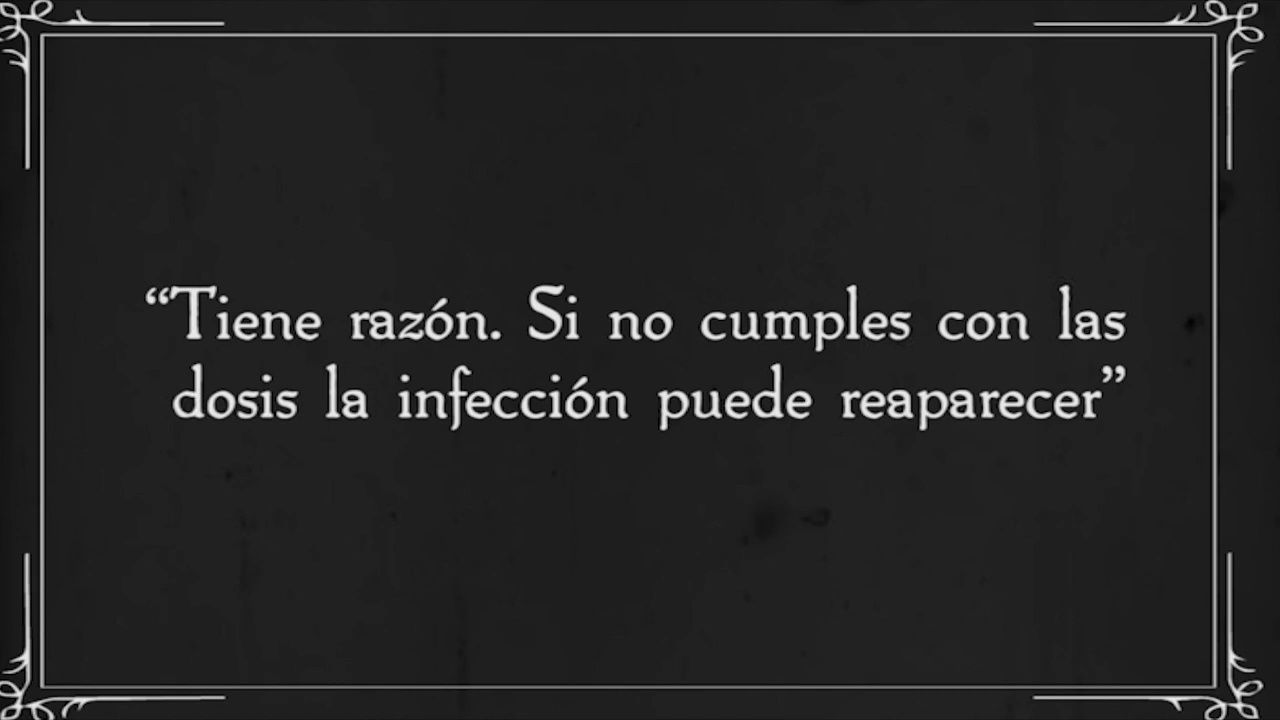 “Tiene razón. Si no cumples con las
dosis la infección puede reaparecer”